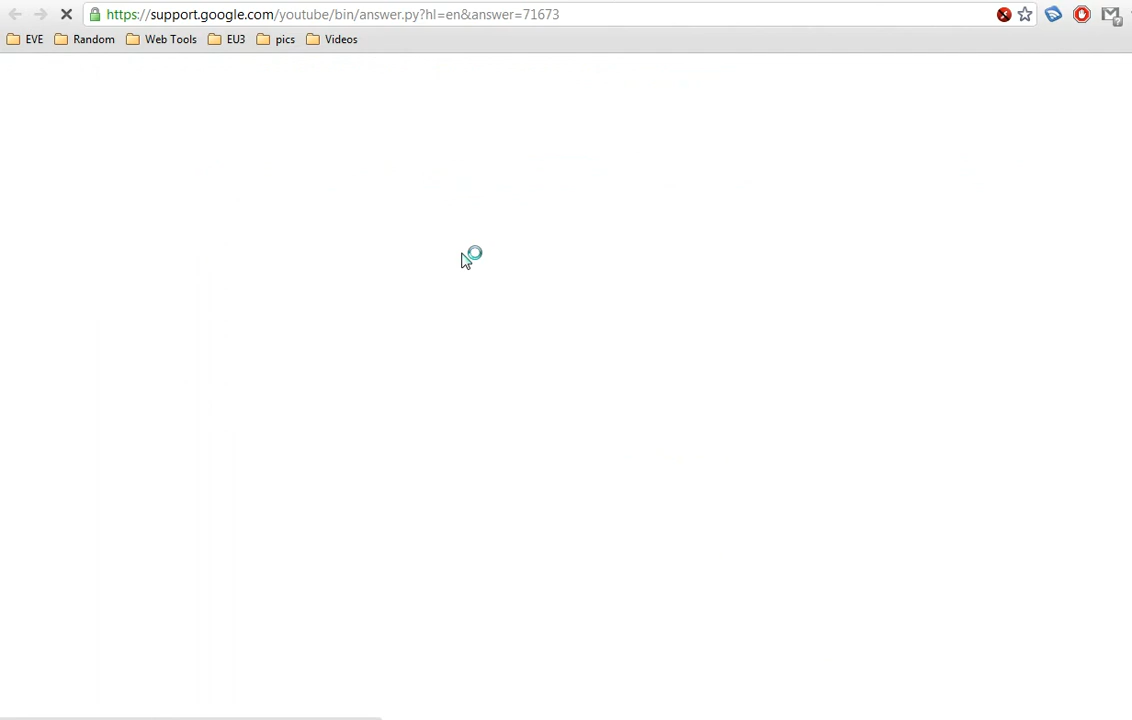 https://support.google.com/youtube/bin/answer.py?hl=en&answer=71673
EVE Random Web Tools EU3 pics Videos